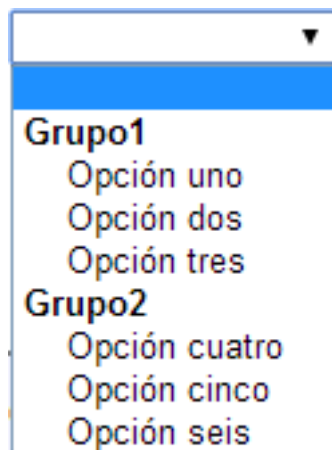 Grupo1
Opción uno
Opción dos
Opción tres
Grupo2
Opción cuatro
Opción cinco
Opción seis